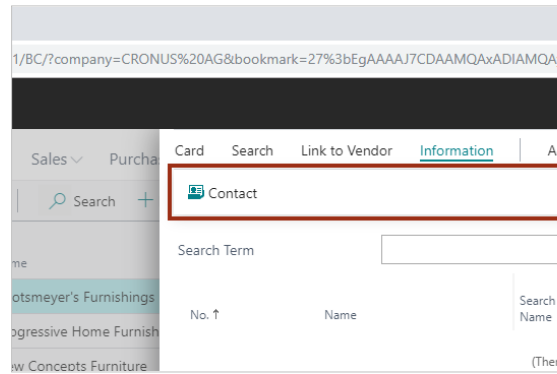 1/BC/?company=CRONUS%20AG&bookmark=27%3bEgAAAAJ7CDAAMQAxADIAMQA
Sales Purcha
Card Search Link to Vendor Information A
Search
Contact
me
Search Term
otsmeyer's Furnishings
No. ↑ Name Search Name
ogressive Home Furnish
ew Concepts Furniture
(Ther